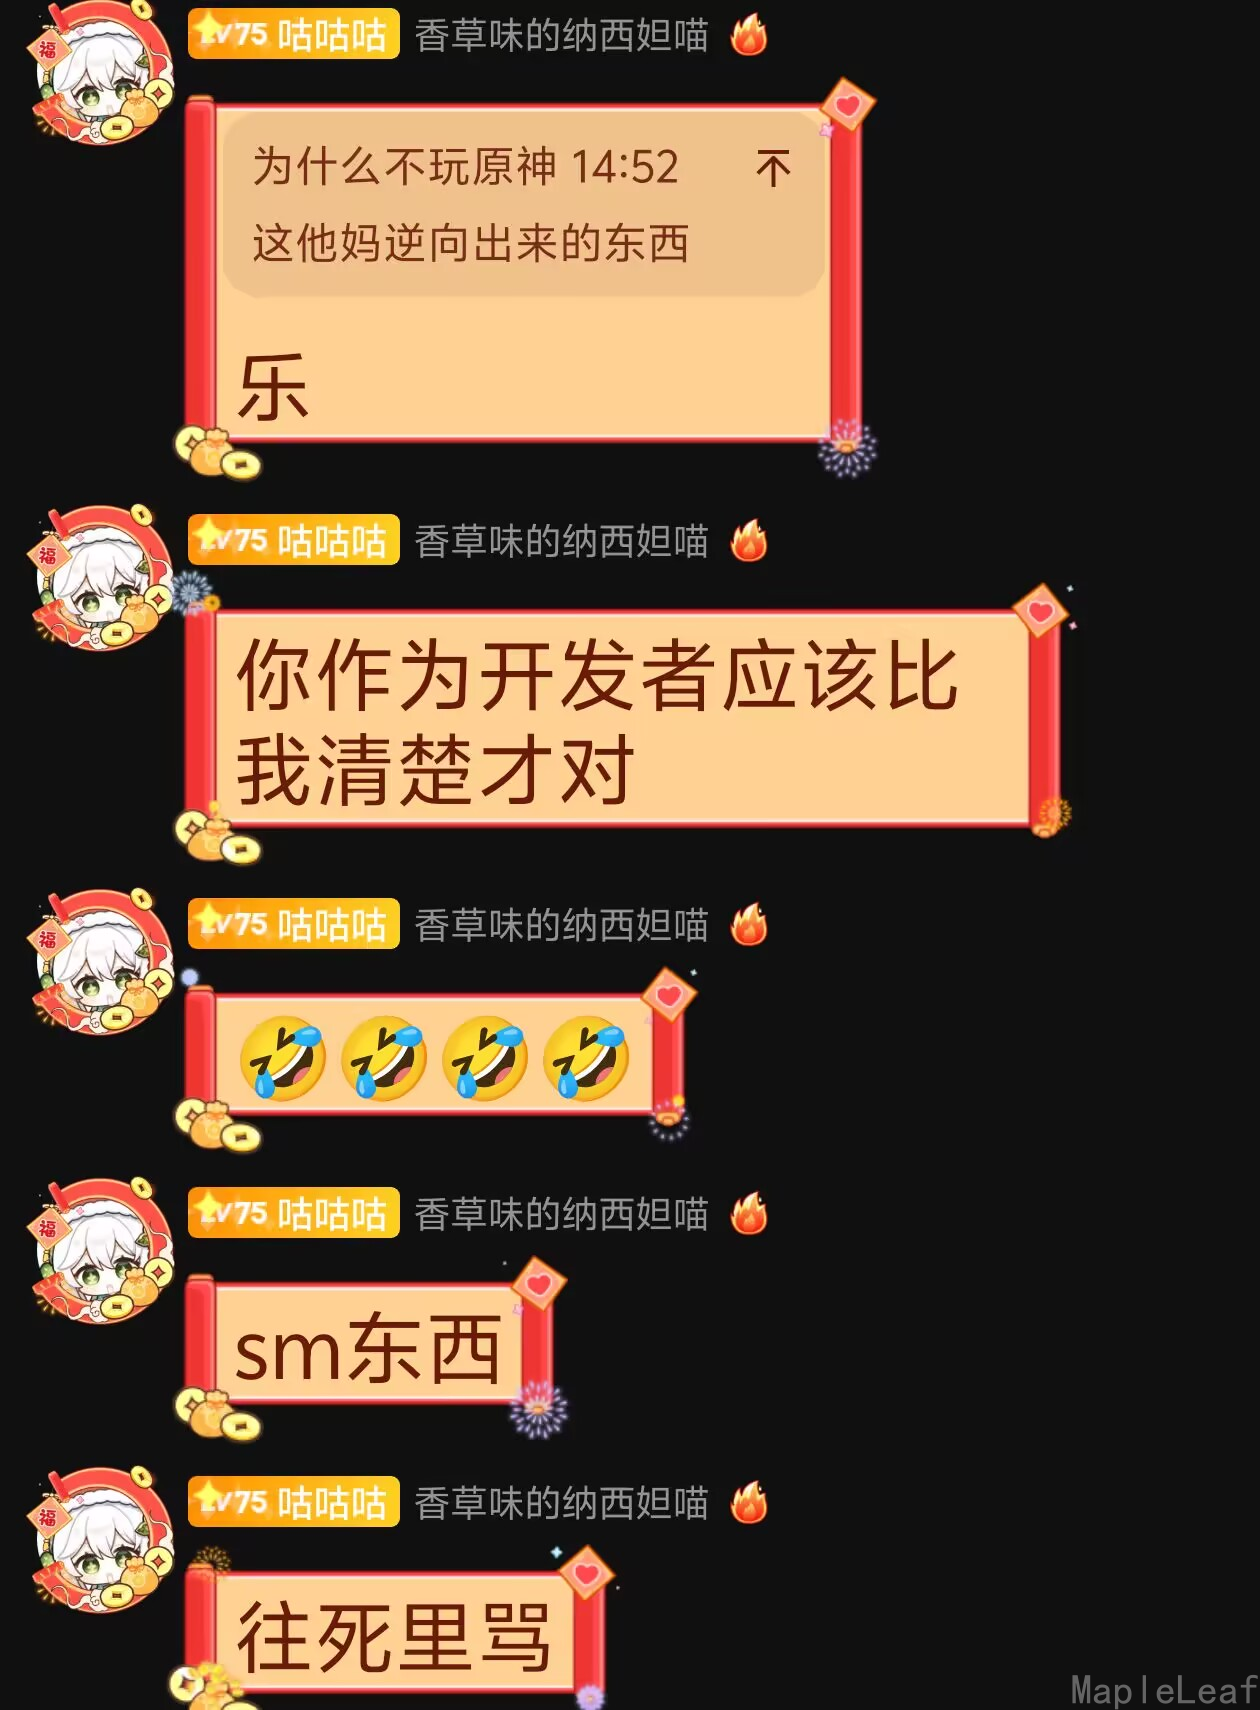 LV75 咕咕咕 香草味的纳西妲喵
为什么不玩原神 14:52
这他妈逆向出来的东西
乐
LV75 咕咕咕 香草味的纳西妲喵
你作为开发者应该比
我清楚才对
LV75 咕咕咕 香草味的纳西妲喵
LV75 咕咕咕 香草味的纳西妲喵
sm东西
LV75 咕咕咕 香草味的纳西妲喵
往死里骂
福
福
福
福
福
MapleLeaf